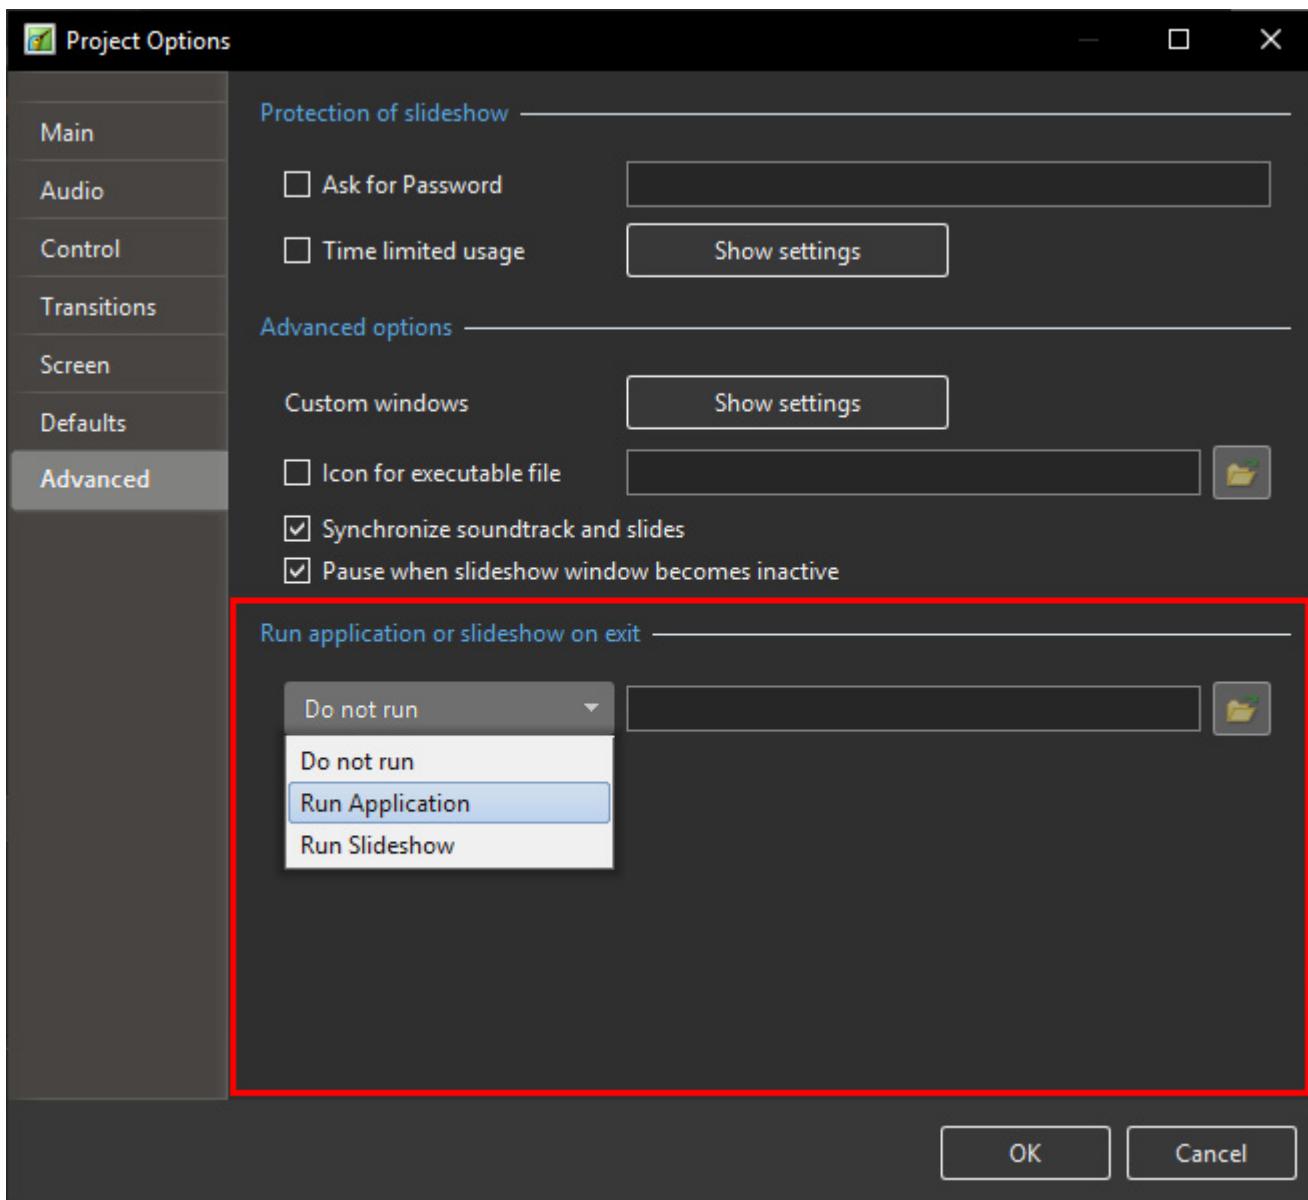 Project Options
Main
Audio
Control
Transitions
Screen
Defaults
Advanced
Protection of slideshow
Ask for Password
Time limited usage
Show settings
Advanced options
Custom windows
Show settings
Icon for executable file
Synchronize soundtrack and slides
Pause when slideshow window becomes inactive
Run application or slideshow on exit
Do not run
Do not run
Run Application
Run Slideshow
OK
Cancel